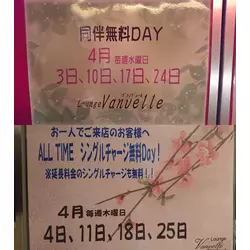 同伴無料DAY
4月 毎週水曜日
3日、10日、17日、24日
Lounge Vanvelle
お一人でご来店のお客様へ
ALL TIME シングルチャージ無料Day!
※延長料金のシングルチャージも無料!!
4月 毎週木曜日
4日、11日、18日、25日
Lounge
Vanvelle